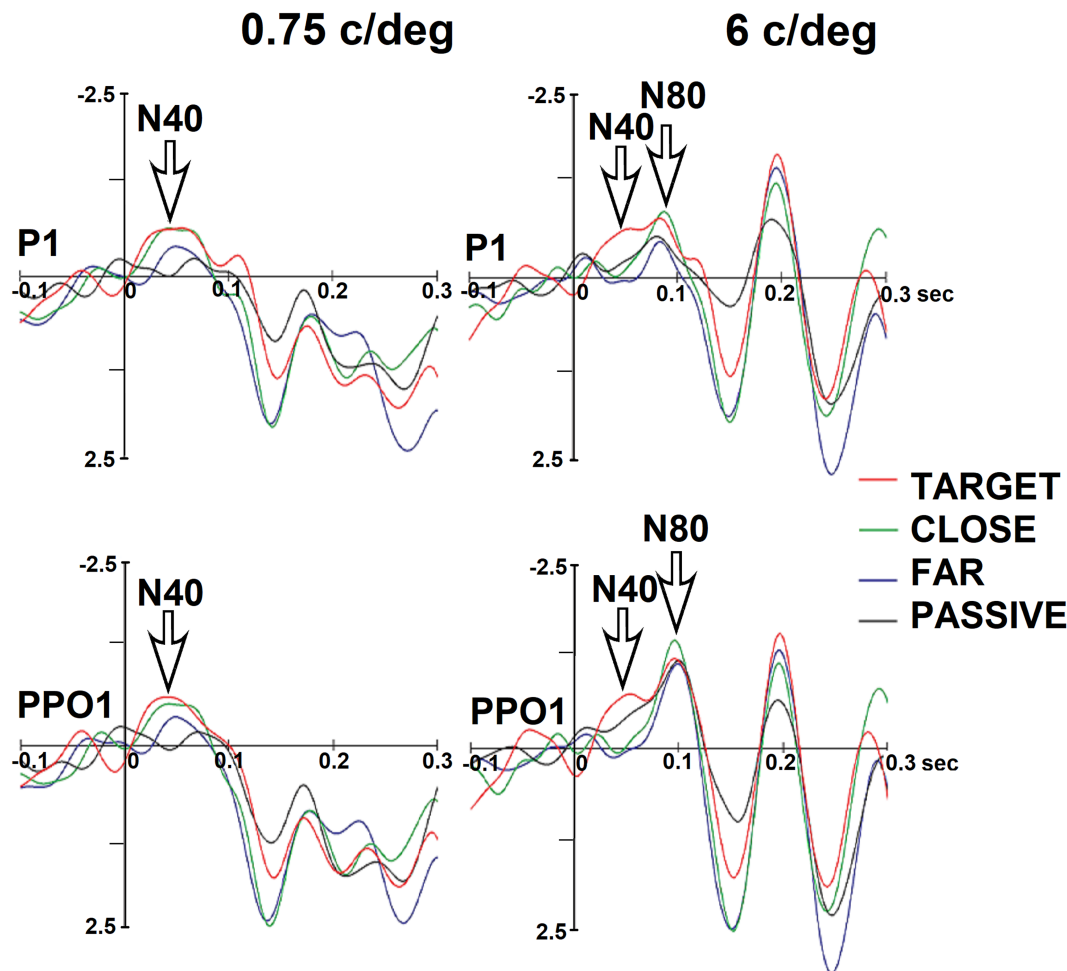 0.75 c/deg
6 c/deg
-2.5
N40
P1
-0.1 0 0.1 0.2 0.3
2.5
-2.5
N80
N40
P1
-0.1 0 0.1 0.2 0.3 sec
2.5
TARGET
CLOSE
FAR
PASSIVE
-2.5
N40
PPO1
-0.1 0 0.1 0.2 0.3
2.5
-2.5
N80
N40
PPO1
-0.1 0 0.1 0.2 0.3 sec
2.5